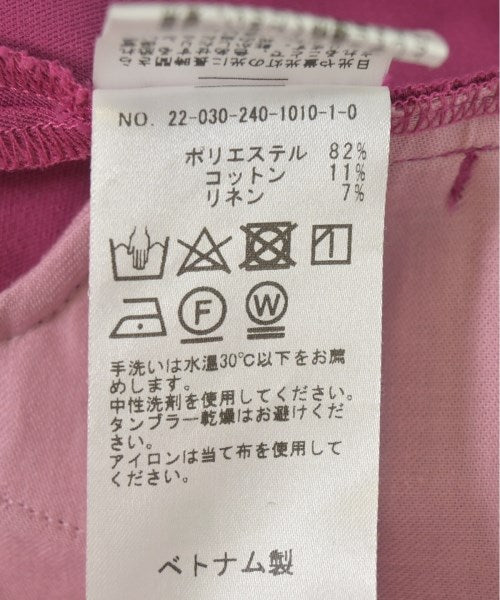 NO. 22-030-240-1010-1-0
ポリエステル 82%
コットン 11%
リネン 7%
F W
手洗いは水温30℃以下をお薦
めします。
中性洗剤を使用してください。
タンブラー乾燥はお避けくだ
さい。
アイロンは当て布を使用して
ください。
ベトナム製